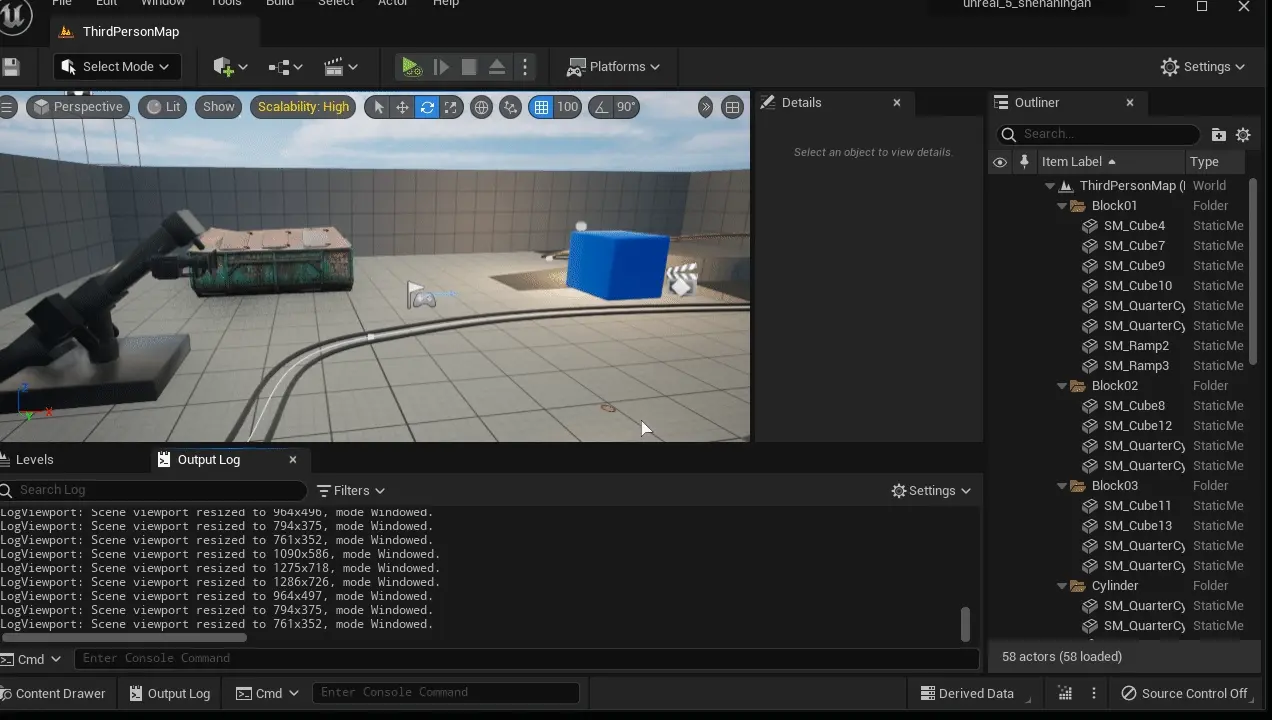 File Edit Window Tools Build Select Actor Help
unreal_5_shenaningan
ThirdPersonMap
Select Mode
Platforms
Settings
Perspective Lit Show Scalability: High 100 90°
Details
Select an object to view details.
Outliner
Search...
Item Label Type
ThirdPersonMap ( World
Block01 Folder
SM_Cube4 StaticMe
SM_Cube7 StaticMe
SM_Cube9 StaticMe
SM_Cube10 StaticMe
SM_QuarterCy StaticMe
SM_QuarterCy StaticMe
SM_Ramp2 StaticMe
SM_Ramp3 StaticMe
Block02 Folder
SM_Cube8 StaticMe
SM_Cube12 StaticMe
SM_QuarterCy StaticMe
SM_QuarterCy StaticMe
Block03 Folder
SM_Cube11 StaticMe
SM_Cube13 StaticMe
SM_QuarterCy StaticMe
SM_QuarterCy StaticMe
Cylinder Folder
SM_QuarterCy StaticMe
SM_QuarterCy StaticMe
58 actors (58 loaded)
Z
X
Y
Levels
Output Log
Search Log
Filters
Settings
LogViewport: Scene viewport resized to 964x496, mode Windowed.
LogViewport: Scene viewport resized to 794x375, mode Windowed.
LogViewport: Scene viewport resized to 761x352, mode Windowed.
LogViewport: Scene viewport resized to 1090x586, mode Windowed.
LogViewport: Scene viewport resized to 1275x718, mode Windowed.
LogViewport: Scene viewport resized to 1286x726, mode Windowed.
LogViewport: Scene viewport resized to 964x497, mode Windowed.
LogViewport: Scene viewport resized to 794x375, mode Windowed.
LogViewport: Scene viewport resized to 761x352, mode Windowed.
Cmd Enter Console Command
Content Drawer Output Log Cmd Enter Console Command Derived Data Source Control Off